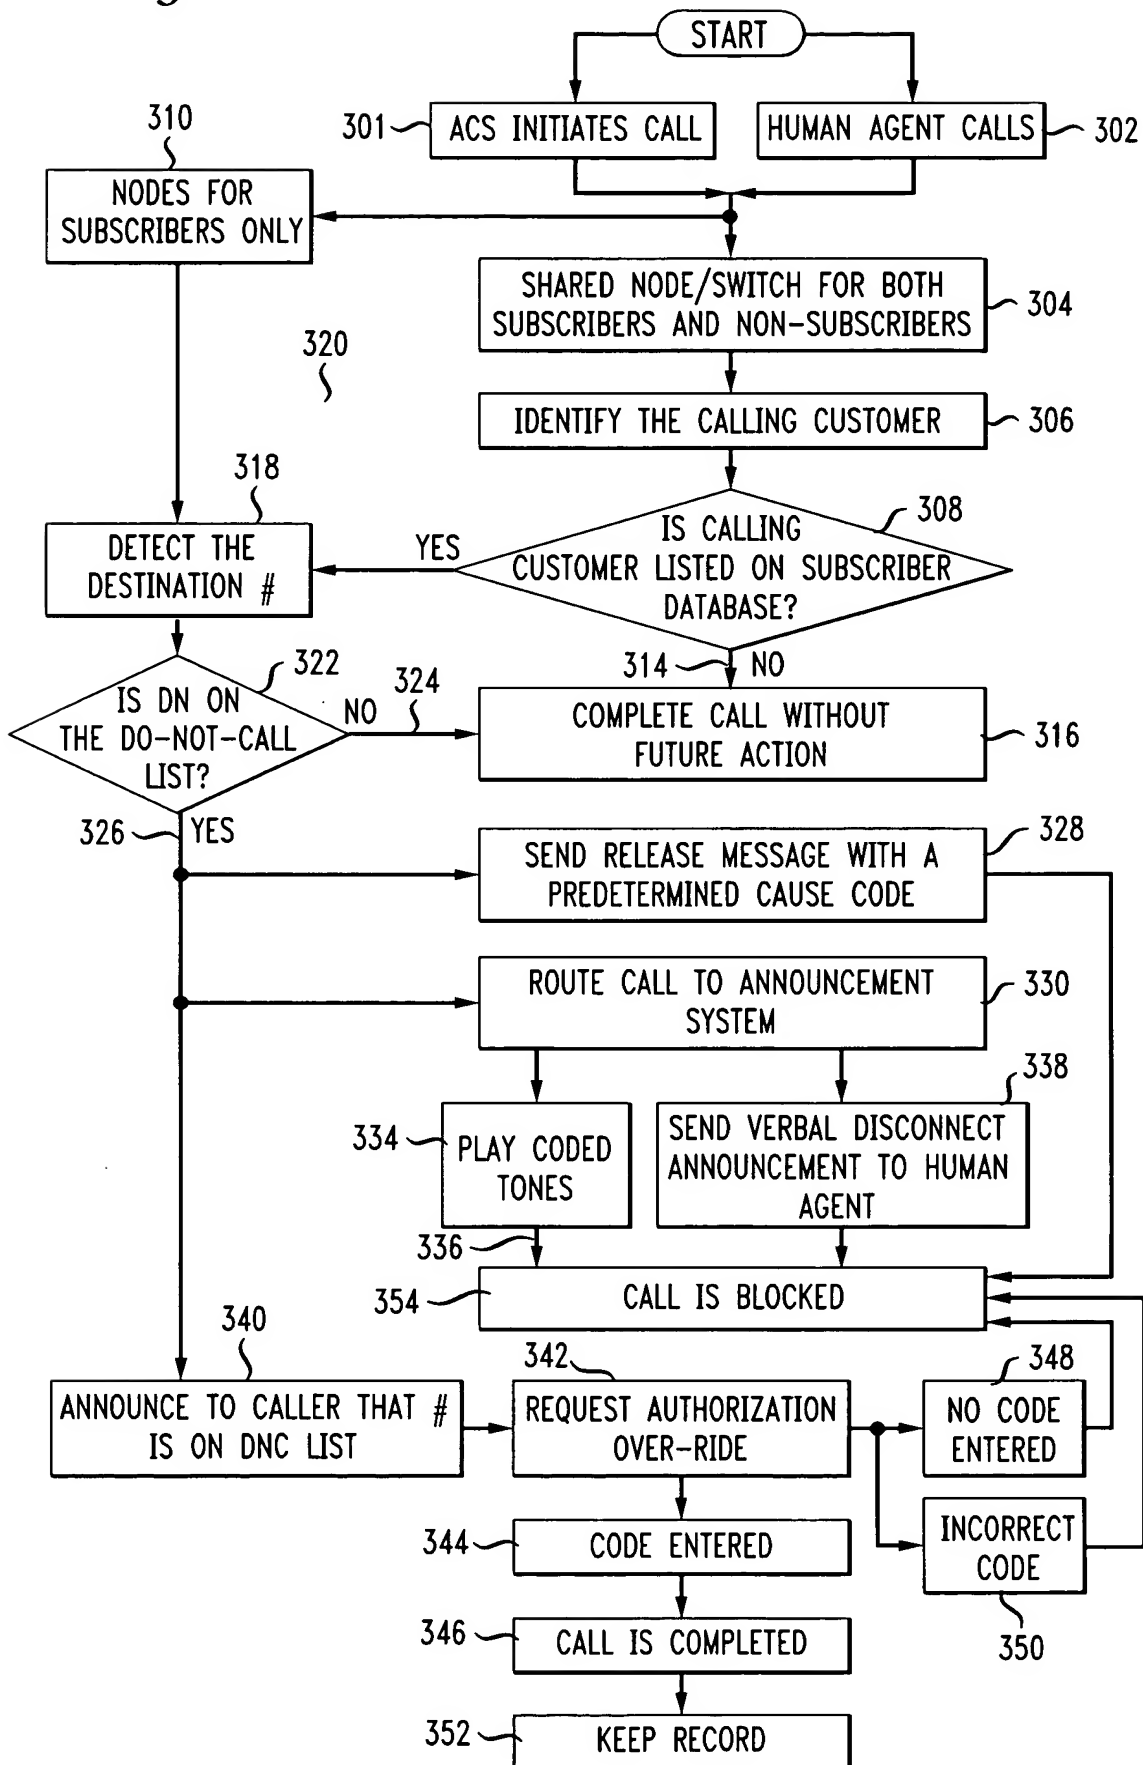 START
301
ACS INITIATES CALL
HUMAN AGENT CALLS
302
310
NODES FOR
SUBSCRIBERS ONLY
SHARED NODE/SWITCH FOR BOTH
SUBSCRIBERS AND NON-SUBSCRIBERS
304
320
IDENTIFY THE CALLING CUSTOMER
306
318
DETECT THE
DESTINATION #
YES
308
IS CALLING
CUSTOMER LISTED ON SUBSCRIBER
DATABASE?
314
NO
322
IS DN ON
THE DO-NOT-CALL
LIST?
NO
324
COMPLETE CALL WITHOUT
FUTURE ACTION
316
326
YES
SEND RELEASE MESSAGE WITH A
PREDETERMINED CAUSE CODE
328
ROUTE CALL TO ANNOUNCEMENT
SYSTEM
330
334
PLAY CODED
TONES
338
SEND VERBAL DISCONNECT
ANNOUNCEMENT TO HUMAN
AGENT
336
354
CALL IS BLOCKED
340
ANNOUNCE TO CALLER THAT #
IS ON DNC LIST
342
REQUEST AUTHORIZATION
OVER-RIDE
348
NO CODE
ENTERED
344
CODE ENTERED
INCORRECT
CODE
350
346
CALL IS COMPLETED
352
KEEP RECORD